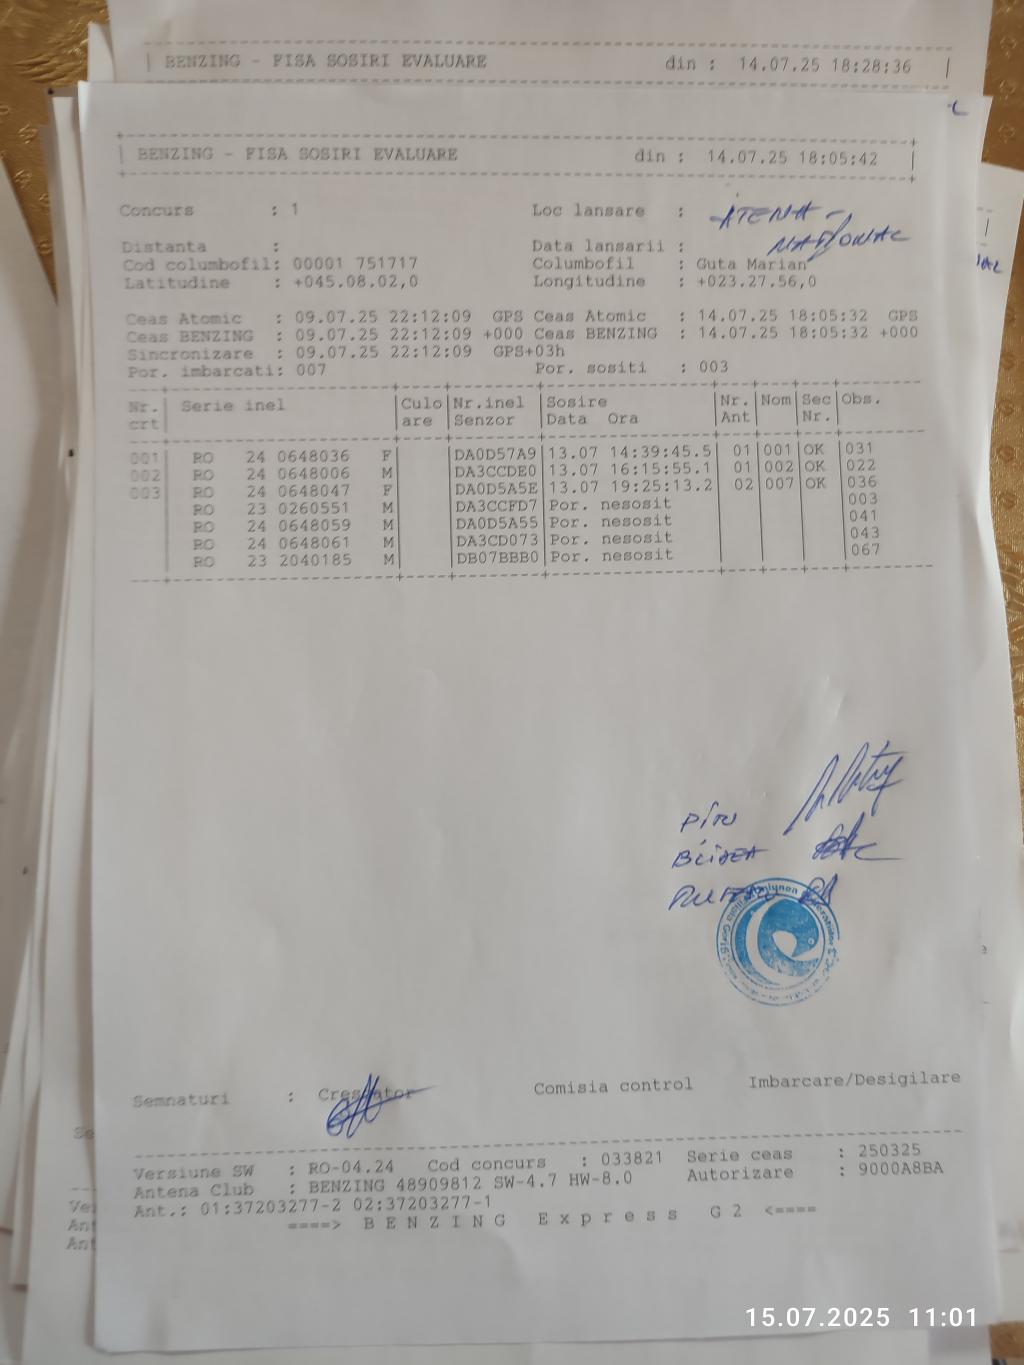 | BENZING - FISA SOSIRI EVALUARE din : 14.07.25 18:28:36 |
| BENZING - FISA SOSIRI EVALUARE din : 14.07.25 18:05:42 |
Concurs : 1 Loc lansare : ATENA -
NAȚIONAL
Distanta : Data lansarii :
Cod columbofil: 00001 751717 Columbofil : Guta Marian
Latitudine : +045.08.02,0 Longitudine : +023.27.56,0
Ceas Atomic : 09.07.25 22:12:09 GPS Ceas Atomic : 14.07.25 18:05:32 GPS
Ceas BENZING : 09.07.25 22:12:09 +000 Ceas BENZING : 14.07.25 18:05:32 +000
Sincronizare : 09.07.25 22:12:09 GPS+03h
Por. imbarcati: 007 Por. sositi : 003
Nr. | Serie inel |Culo|Nr.inel |Sosire |Nr.|Nom|Sec|Obs.
crt| |are |Senzor |Data Ora |Ant| |Nr.|
001| RO 24 0648036 F| |DA0D57A9|13.07 14:39:45.5| 01|001|OK |031
002| RO 24 0648006 M| |DA3CCDE0|13.07 16:15:55.1| 01|002|OK |022
003| RO 24 0648047 F| |DA0D5A5E|13.07 19:25:13.2| 02|007|OK |036
RO 23 0260551 M| |DA3CCFD7|Por. nesosit | | | |003
RO 24 0648059 M| |DA0D5A55|Por. nesosit | | | |041
RO 24 0648061 M| |DA3CD073|Por. nesosit | | | |043
RO 23 2040185 M| |DB07BBB0|Por. nesosit | | | |067
Semnaturi : Crescator Comisia control Imbarcare/Desigilare
Versiune SW : RO-04.24 Cod concurs : 033821 Serie ceas : 250325
Antena Club : BENZING 48909812 SW-4.7 HW-8.0 Autorizare : 9000A8BA
Ant.: 01:37203277-2 02:37203277-1
====> B E N Z I N G E x p r e s s G 2 <====
15.07.2025 11:01